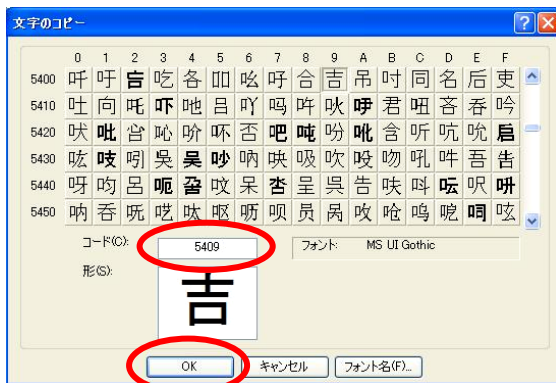 文字のコピー
0 1 2 3 4 5 6 7 8 9 A B C D E F
5400 吀 吁 吂 吃 各 吅 吆 吇 合 吉 吊 吋 同 名 后 吏
5410 吐 向 吒 吓 吔 吕 吖 吗 吘 吙 吚 君 吜 吝 吞 吟
5420 吠 吡 吢 吣 吤 吥 否 吧 吨 吩 吪 含 听 吭 吮 启
5430 吰 吱 吲 吳 吴 吵 吶 吷 吸 吹 吺 吻 吼 吽 吾 吿
5440 呀 呁 呂 呃 呄 呅 呆 呇 呈 呉 告 呋 呌 呍 呎 呏
5450 呐 呑 呒 呓 呔 呕 呖 呗 员 呙 呚 呛 呜 呝 呞 呟
コード(C): 5409 フォント: MS UI Gothic
形(S): 吉
OK キャンセル フォント名(F)...